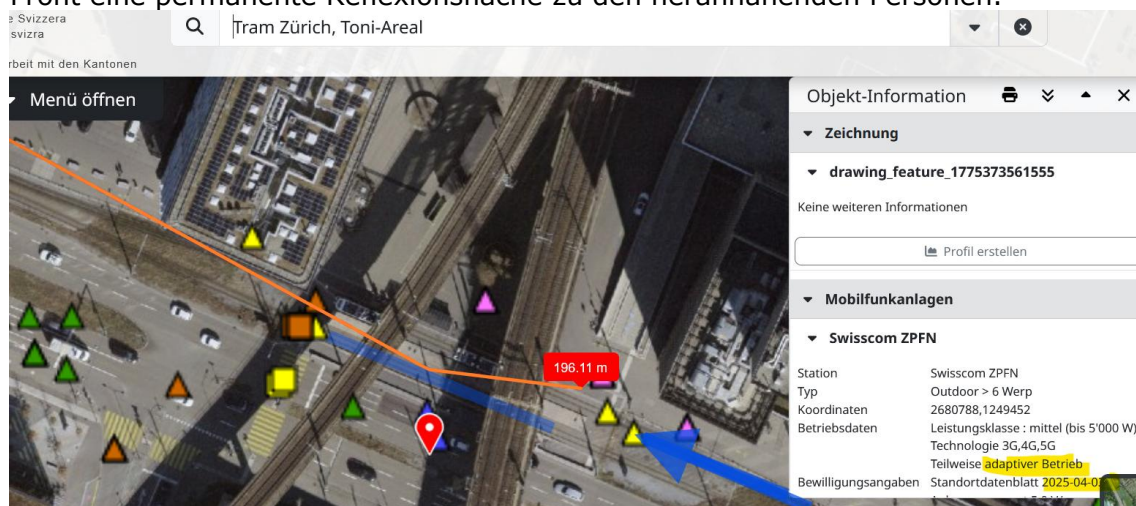 Front eine permanente Reflexionsfläche zu den herannahenden Personen.
e Svizzera
svizra
Tram Zürich, Toni-Areal
rbeit mit den Kantonen
Menü öffnen
196.11 m
Objekt-Information
Zeichnung
drawing_feature_1775373561555
Keine weiteren Informationen
Profil erstellen
Mobilfunkanlagen
Swisscom ZPFN
Station Swisscom ZPFN
Typ Outdoor > 6 Werp
Koordinaten 2680788,1249452
Betriebsdaten Leistungsklasse : mittel (bis 5'000 W)
Technologie 3G,4G,5G
Teilweise adaptiver Betrieb
Bewilligungsangaben Standortdatenblatt 2025-04-0